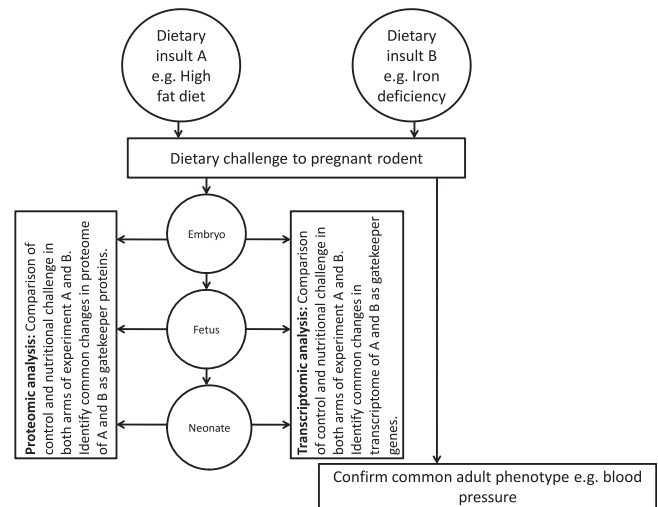 Dietary
insult A
e.g. High
fat diet
Dietary
insult B
e.g. Iron
deficiency
Dietary challenge to pregnant rodent
Embryo
Fetus
Neonate
Proteomic analysis: Comparison of
control and nutritional challenge in
both arms of experiment A and B.
Identify common changes in proteome
of A and B as gatekeeper proteins.
Transcriptomic analysis: Comparison
of control and nutritional challenge in
both arms of experiment A and B.
Identify common changes in
transcriptome of A and B as gatekeeper
genes.
Confirm common adult phenotype e.g. blood
pressure